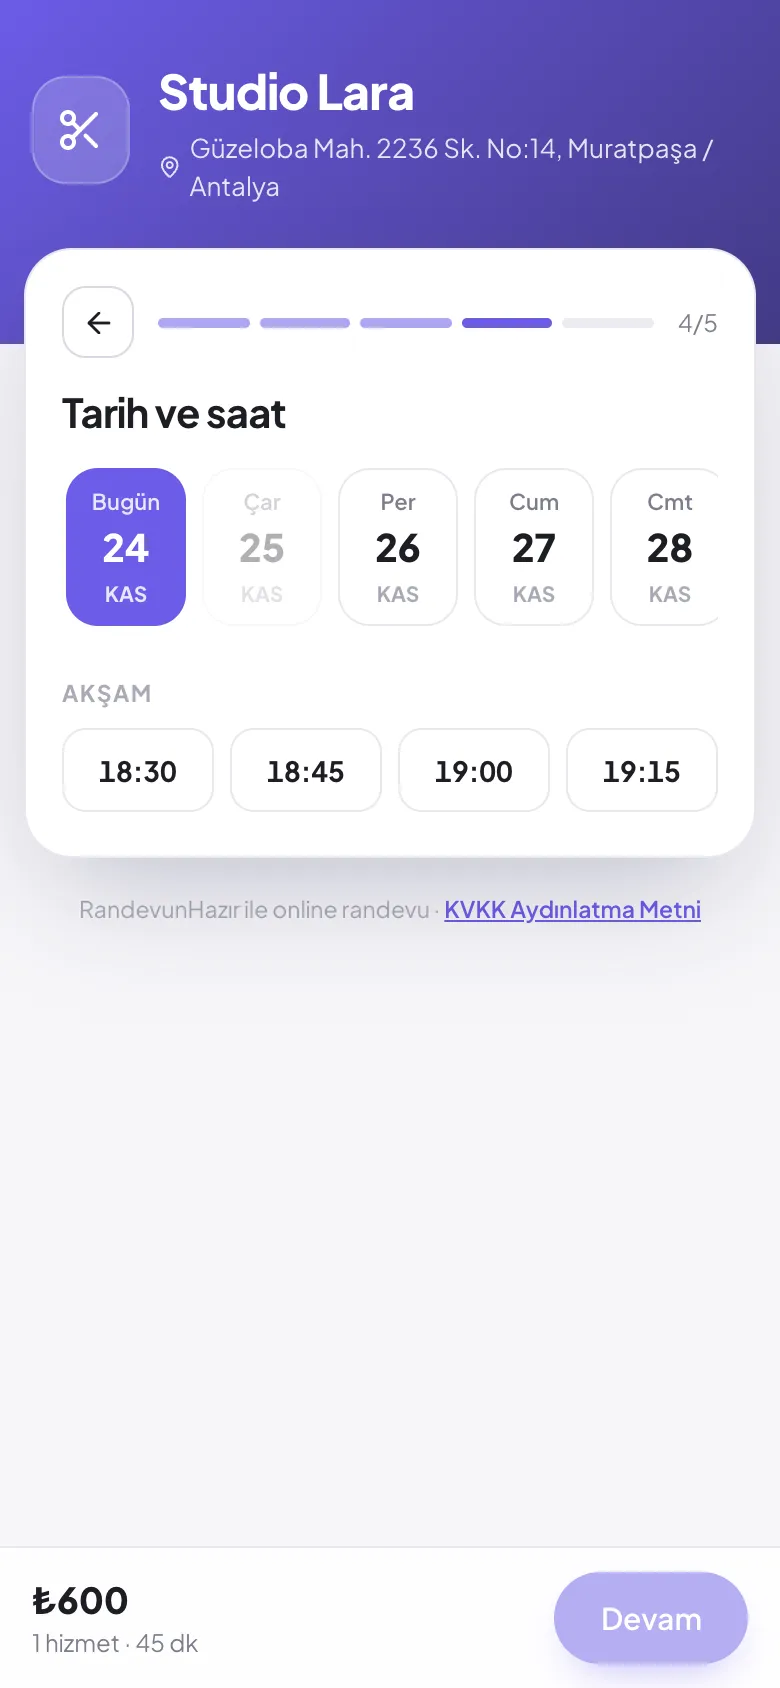 Studio Lara
Güzeloba Mah. 2236 Sk. No:14, Muratpaşa /
Antalya
4/5
Tarih ve saat
Bugün Çar Per Cum Cmt
24 25 26 27 28
KAS KAS KAS KAS KAS
AKŞAM
18:30 18:45 19:00 19:15
RandevunHazır ile online randevu · KVKK Aydınlatma Metni
₺600
1 hizmet · 45 dk
Devam